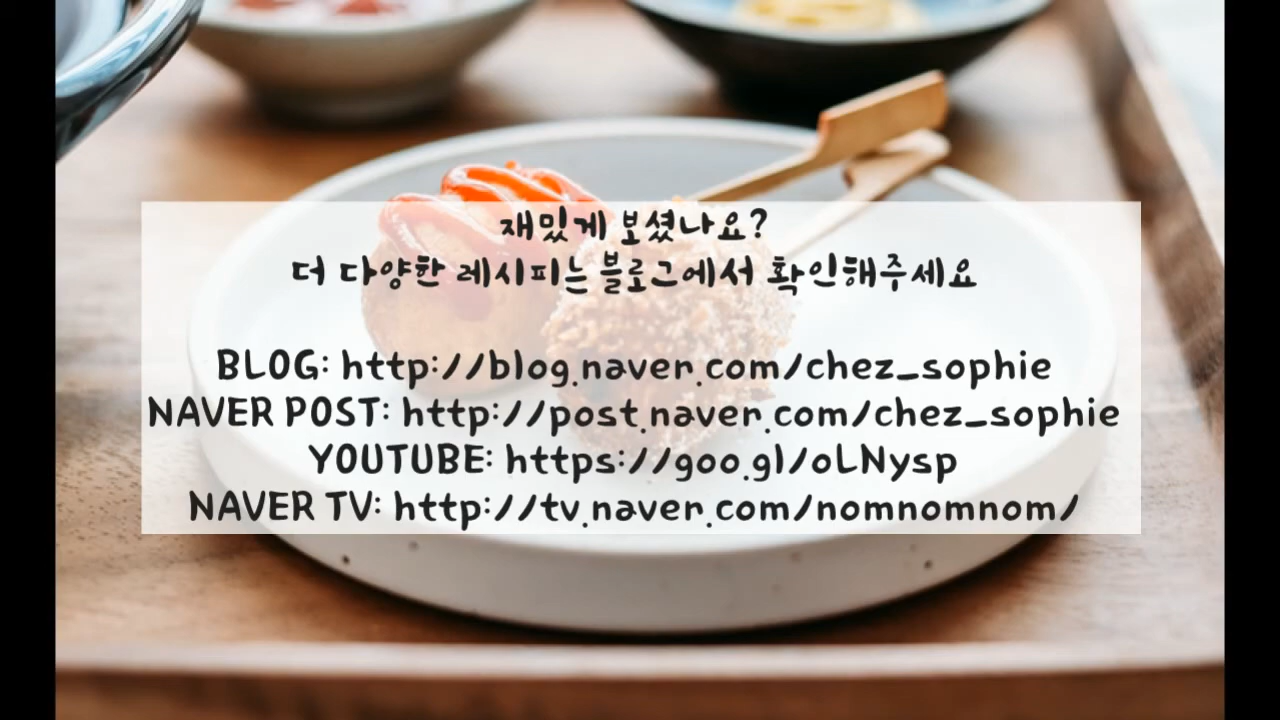 재밌게 보셨나요?
더 다양한 레시피는 블로그에서 확인해주세요
BLOG: http://blog.naver.com/chez_sophie
NAVER POST: http://post.naver.com/chez_sophie
YOUTUBE: https://goo.gl/oLNysp
NAVER TV: http://tv.naver.com/nomnomnom/